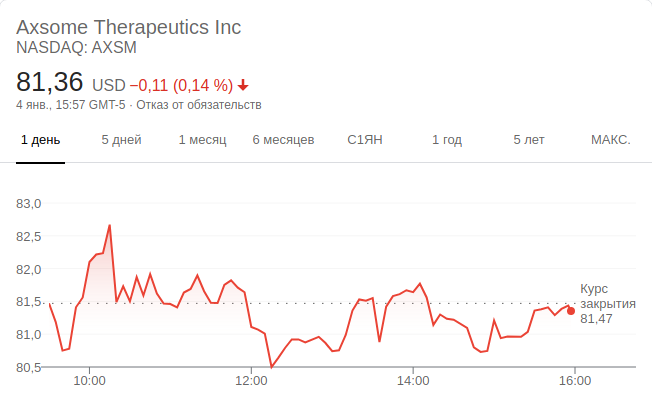 Axsome Therapeutics Inc
NASDAQ: AXSM
81,36 USD −0,11 (0,14 %)
4 янв., 15:57 GMT-5 · Отказ от обязательств
1 день 5 дней 1 месяц 6 месяцев С1ЯН 1 год 5 лет МАКС.
83,0
82,5
82,0
81,5
81,0
80,5
Курс
закрытия
81,47
10:00 12:00 14:00 16:00